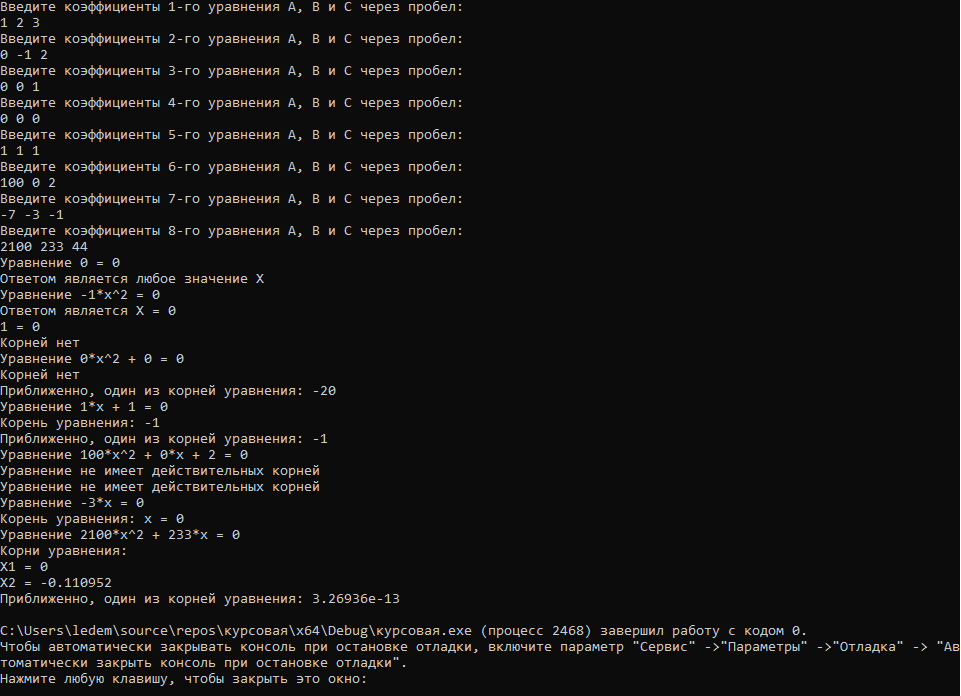 Введите коэффициенты 1-го уравнения A, B и C через пробел:
1 2 3
Введите коэффициенты 2-го уравнения A, B и C через пробел:
0 -1 2
Введите коэффициенты 3-го уравнения A, B и C через пробел:
0 0 1
Введите коэффициенты 4-го уравнения A, B и C через пробел:
0 0 0
Введите коэффициенты 5-го уравнения A, B и C через пробел:
1 1 1
Введите коэффициенты 6-го уравнения A, B и C через пробел:
100 0 2
Введите коэффициенты 7-го уравнения A, B и C через пробел:
-7 -3 -1
Введите коэффициенты 8-го уравнения A, B и C через пробел:
2100 233 44
Уравнение 0 = 0
Ответом является любое значение X
Уравнение -1*x^2 = 0
Ответом является X = 0
1 = 0
Корней нет
Уравнение 0*x^2 + 0 = 0
Корней нет
Приближенно, один из корней уравнения: -20
Уравнение 1*x + 1 = 0
Корень уравнения: -1
Приближенно, один из корней уравнения: -1
Уравнение 100*x^2 + 0*x + 2 = 0
Уравнение не имеет действительных корней
Уравнение не имеет действительных корней
Уравнение -3*x = 0
Корень уравнения: x = 0
Уравнение 2100*x^2 + 233*x = 0
Корни уравнения:
X1 = 0
X2 = -0.110952
Приближенно, один из корней уравнения: 3.26936e-13
C:\Users\ledem\source\repos\курсовая\x64\Debug\курсовая.exe (процесс 2468) завершил работу с кодом 0.
Чтобы автоматически закрывать консоль при остановке отладки, включите параметр "Сервис" ->"Параметры" ->"Отладка" -> "Ав
томатически закрыть консоль при остановке отладки".
Нажмите любую клавишу, чтобы закрыть это окно: